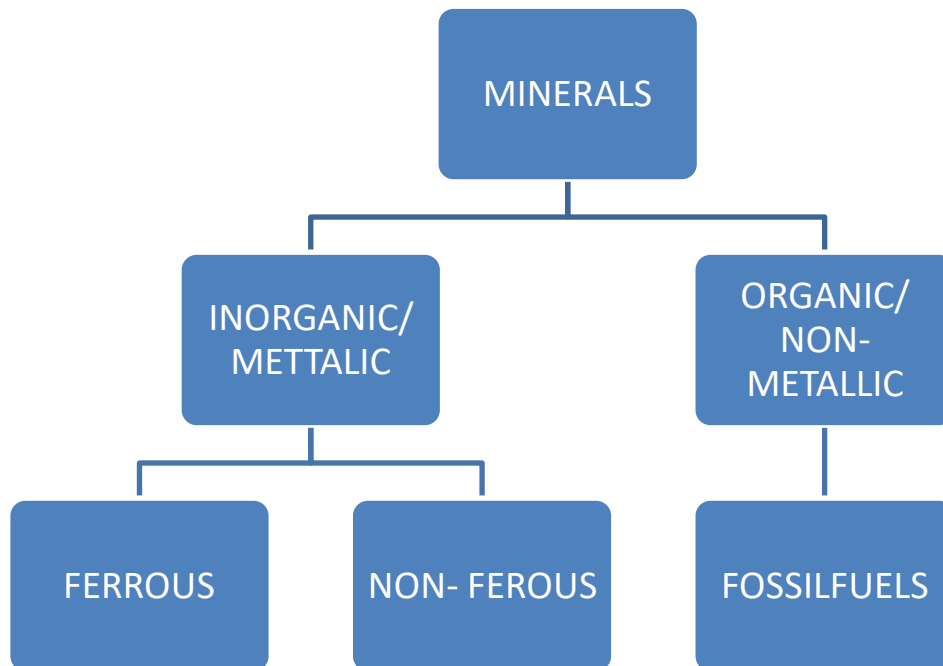 MINERALS
INORGANIC/
METTALIC
ORGANIC/
NON-
METALLIC
FERROUS
NON- FEROUS
FOSSILFUELS